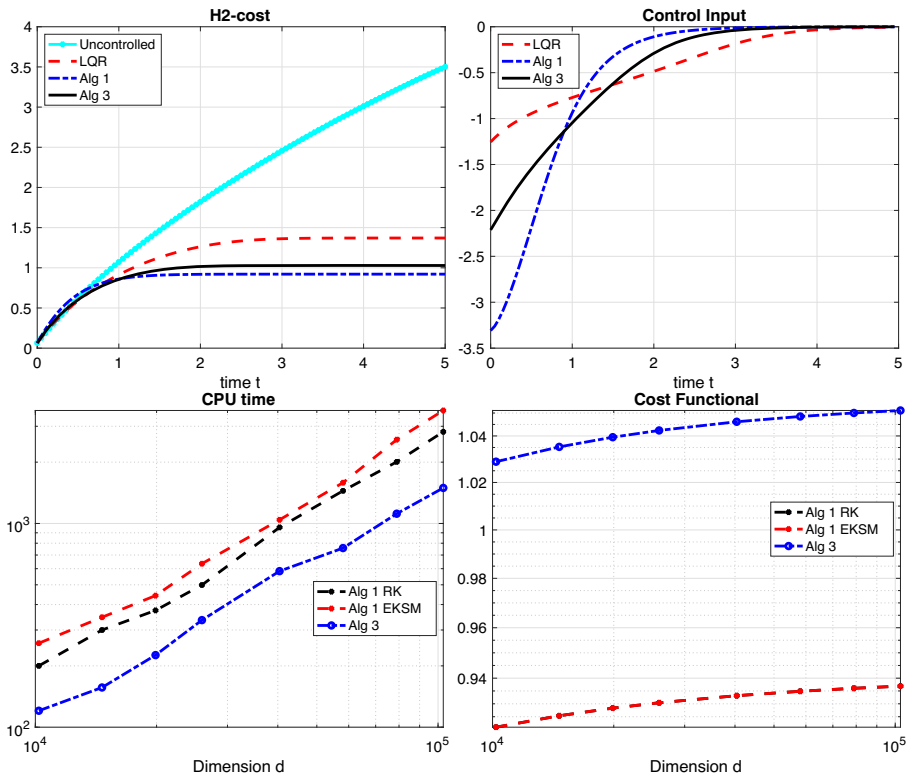 H2-cost
4
3.5
3
2.5
2
1.5
1
0.5
0
Uncontrolled
LQR
Alg 1
Alg 3
0 1 2 3 4 5
time t
Control Input
0
-0.5
-1
-1.5
-2
-2.5
-3
-3.5
LQR
Alg 1
Alg 3
0 1 2 3 4 5
time t
CPU time
10^3
10^2
Alg 1 RK
Alg 1 EKSM
Alg 3
10^4 10^5
Dimension d
Cost Functional
1.04
1.02
1
0.98
0.96
0.94
Alg 1 RK
Alg 1 EKSM
Alg 3
10^4 10^5
Dimension d